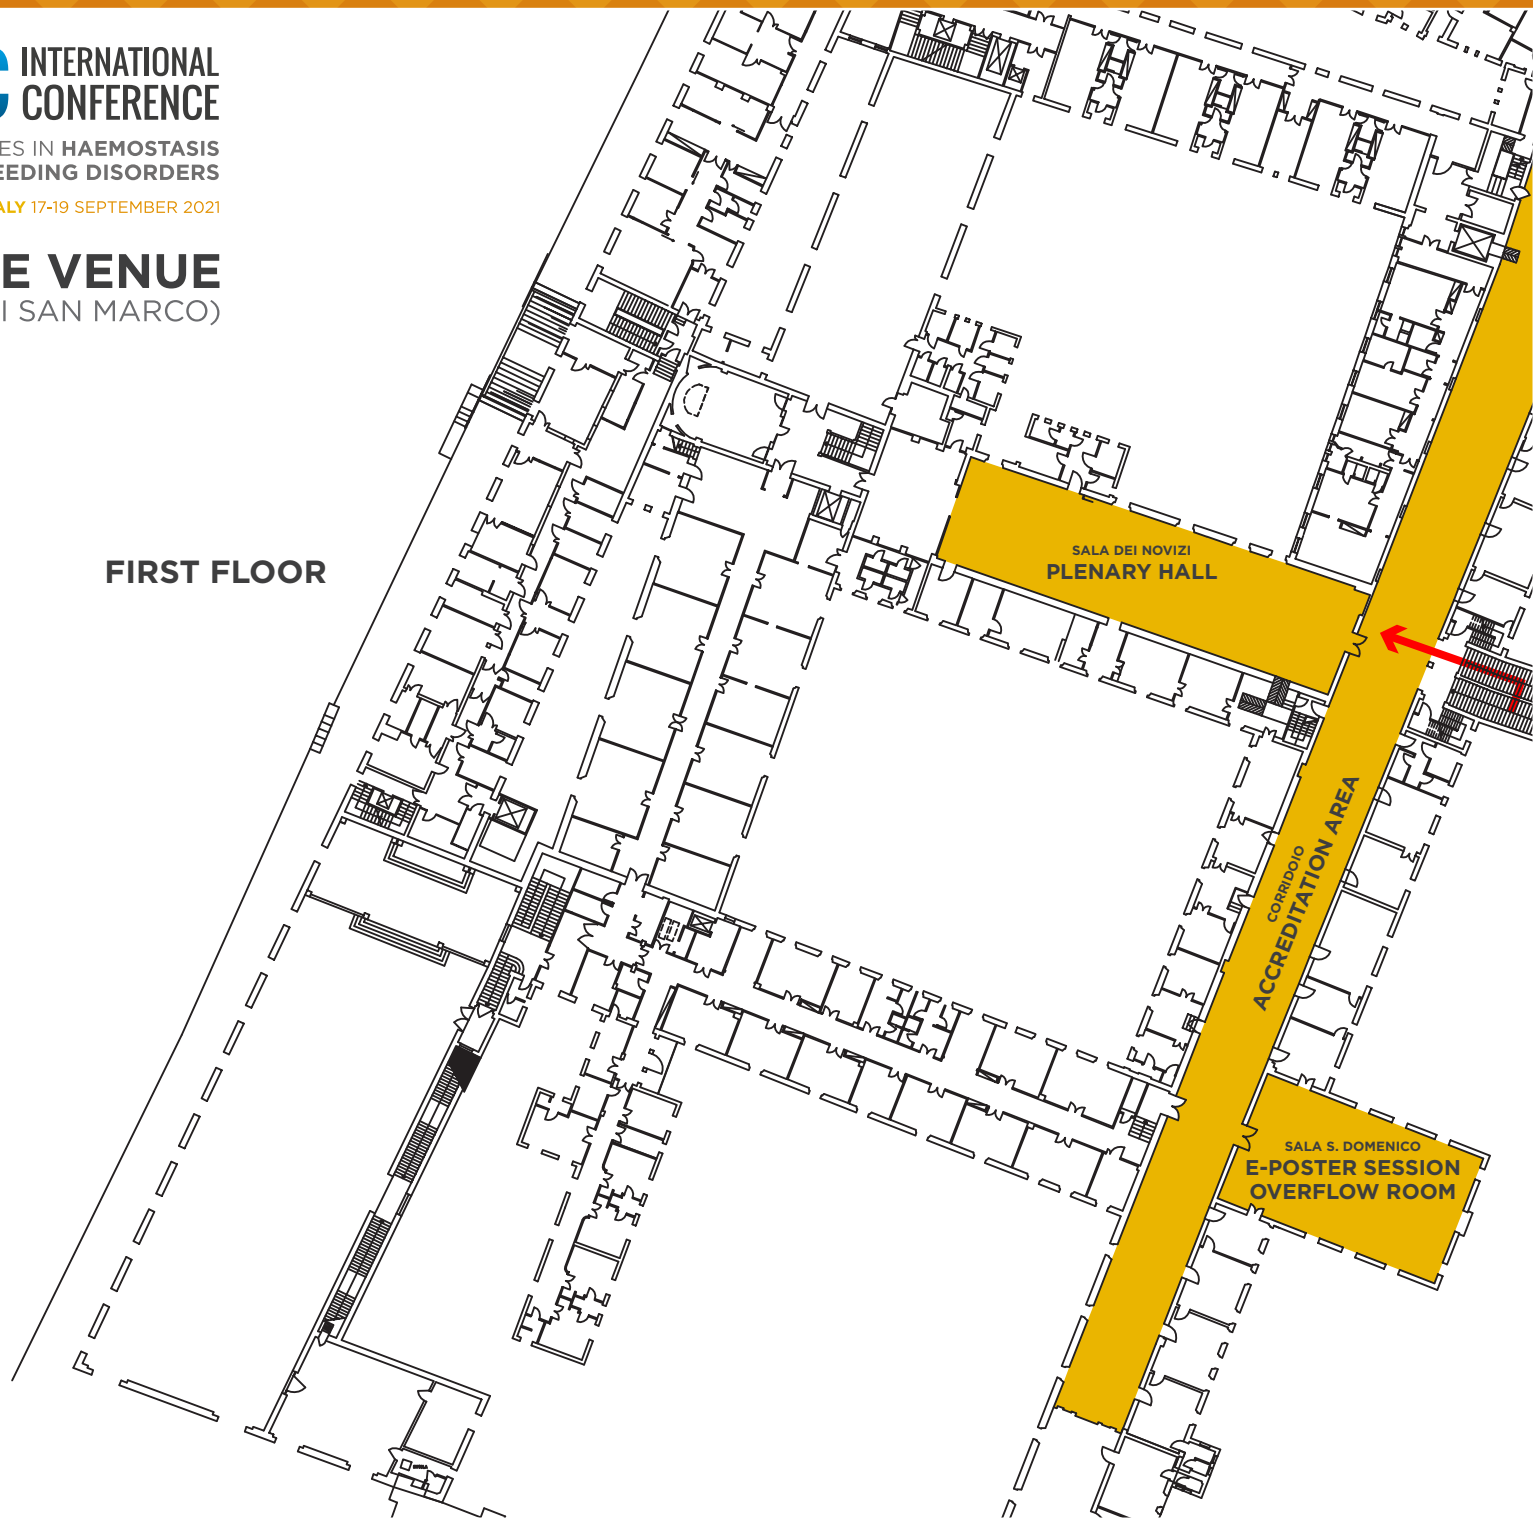 INTERNATIONAL
CONFERENCE
ES IN HAEMOSTASIS
EEDING DISORDERS
ALY 17-19 SEPTEMBER 2021
E VENUE
I SAN MARCO)
FIRST FLOOR
SALA DEI NOVIZI
PLENARY HALL
CORRIDOIO
ACCREDITATION AREA
SALA S. DOMENICO
E-POSTER SESSION
OVERFLOW ROOM